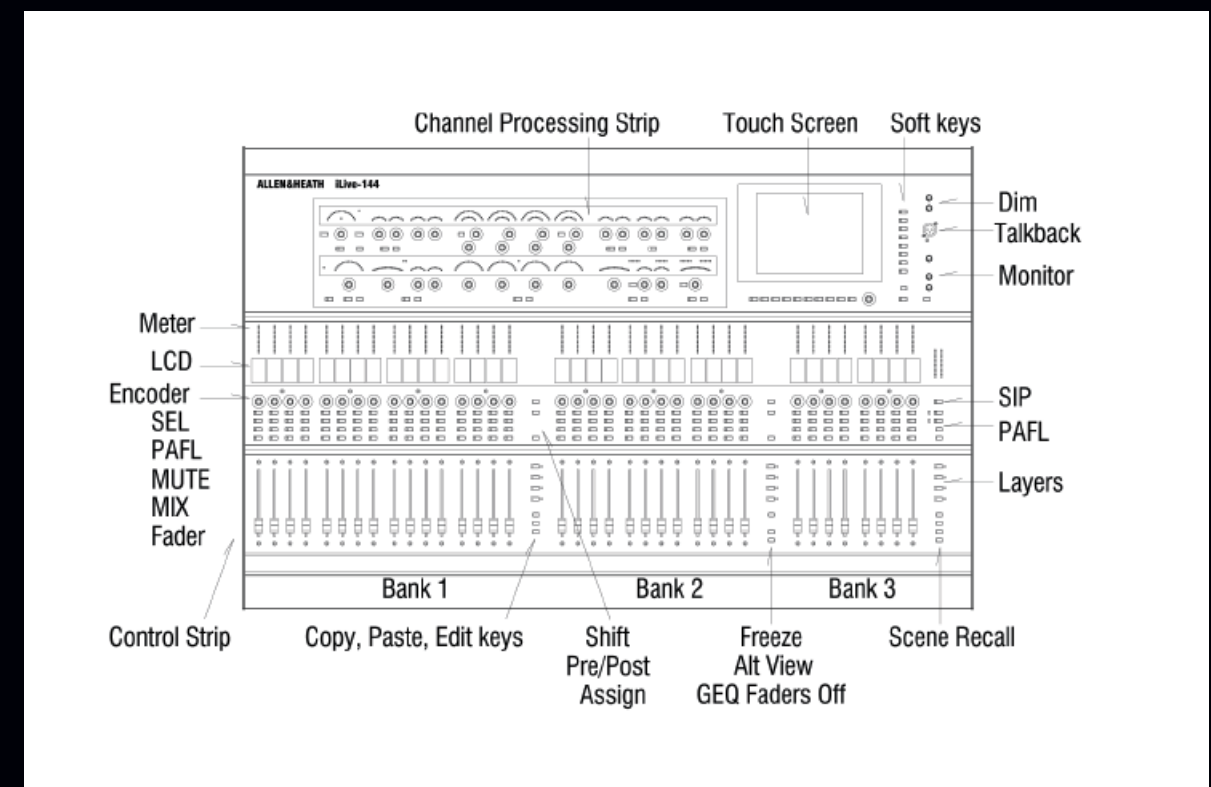 Channel Processing Strip
Touch Screen
Soft keys
ALLEN&HEATH iLive-144
Dim
Talkback
Monitor
Meter
LCD
Encoder
SEL
PAFL
MUTE
MIX
Fader
SIP
PAFL
Layers
Bank 1
Bank 2
Bank 3
Control Strip
Copy, Paste, Edit keys
Shift
Pre/Post
Assign
Freeze
Alt View
GEQ Faders Off
Scene Recall